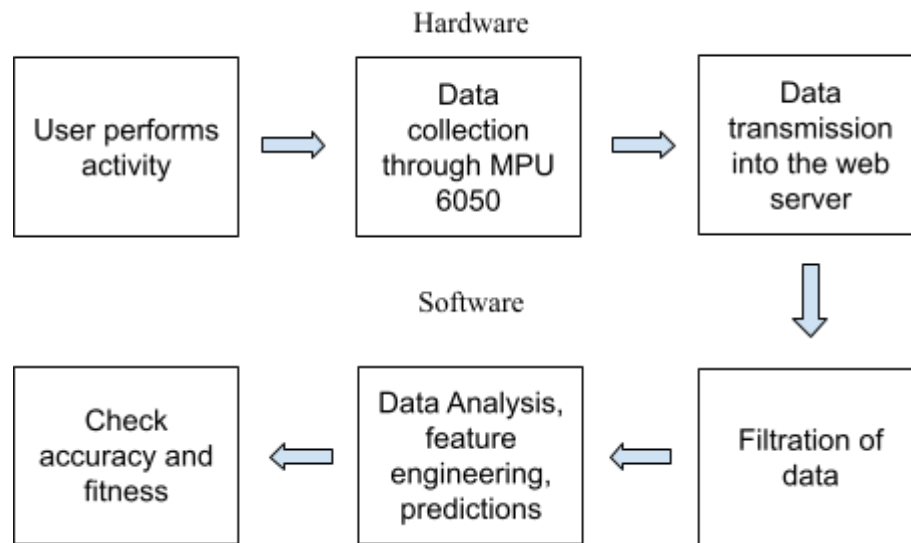 Hardware
User performs
activity
Data
collection
through MPU
6050
Data
transmission
into the web
server
Software
Check
accuracy and
fitness
Data Analysis,
feature
engineering,
predictions
Filtration of
data